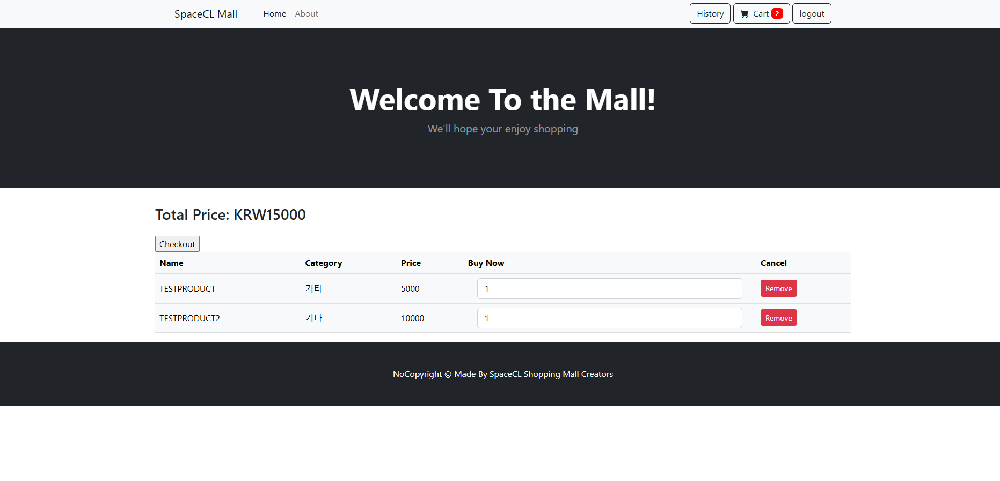 SpaceCL Mall Home About History Cart 2 logout
Welcome To the Mall!
We'll hope your enjoy shopping
Total Price: KRW15000
Checkout
Name Category Price Buy Now Cancel
TESTPRODUCT 기타 5000 1 Remove
TESTPRODUCT2 기타 10000 1 Remove
NoCopyright © Made By SpaceCL Shopping Mall Creators